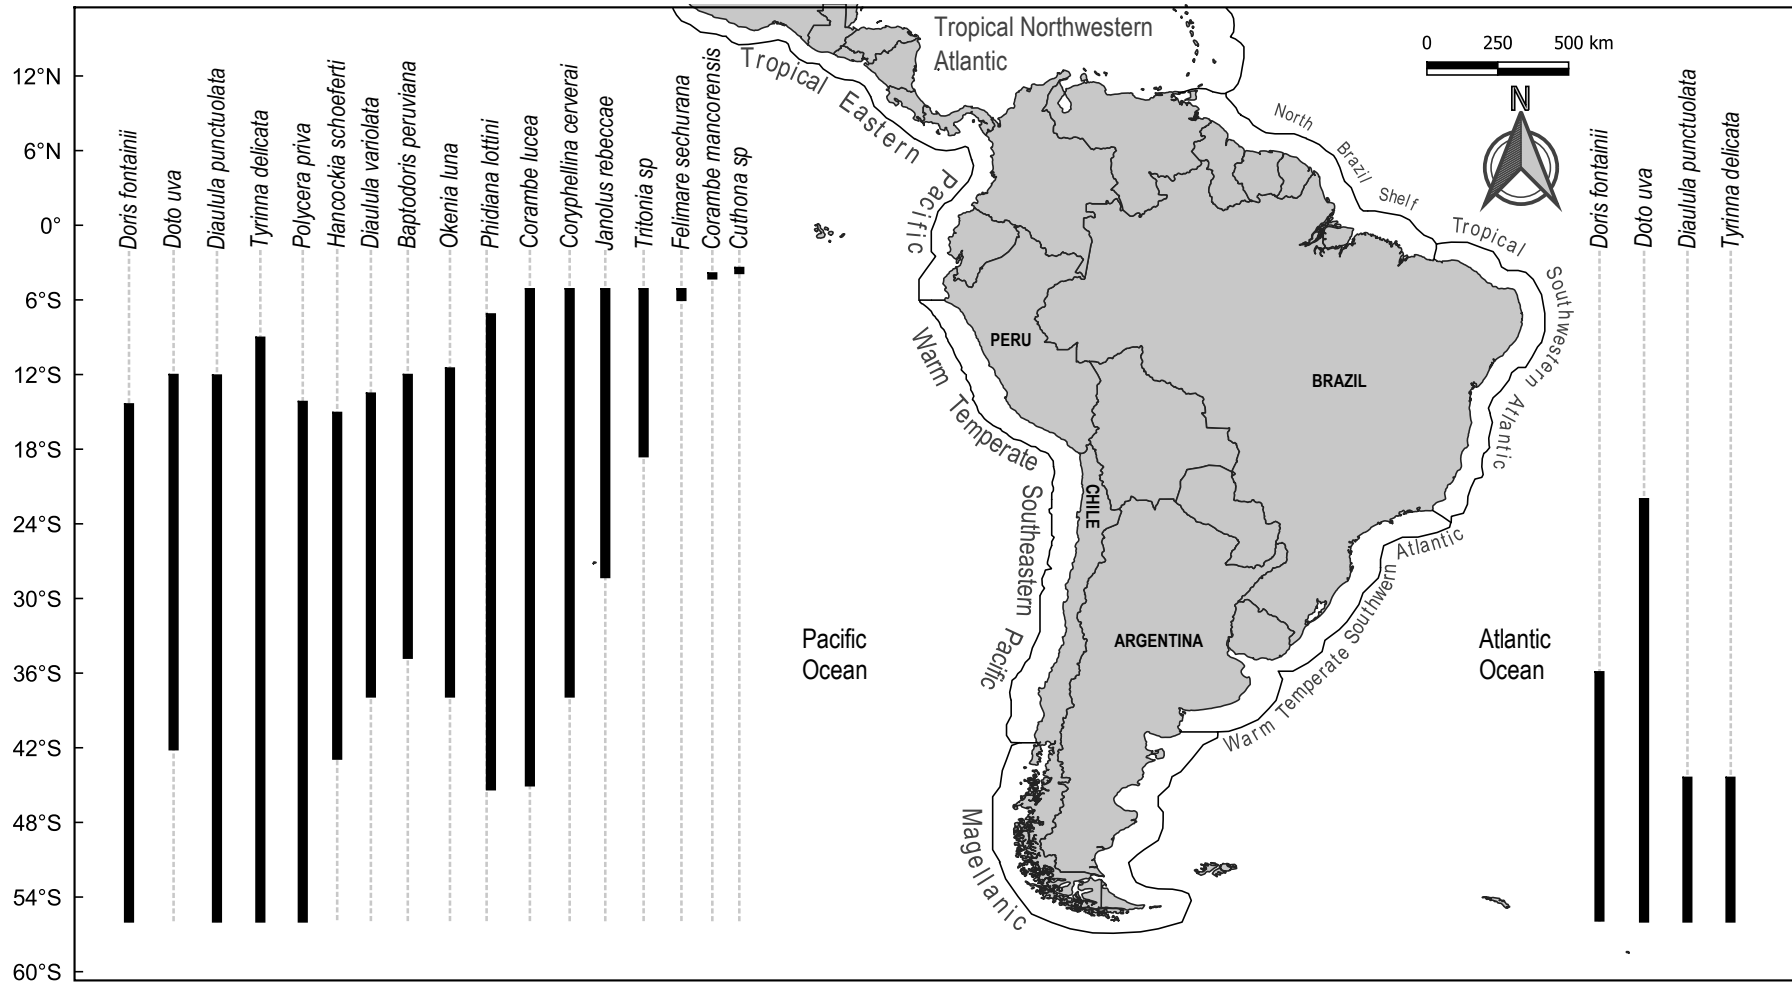 12°N
6°N
0°
6°S
12°S
18°S
24°S
30°S
36°S
42°S
48°S
54°S
60°S
Doris fontainii
Doto uva
Diaulula punctuolata
Tyrinna delicata
Polycera priva
Hancockia schoeferti
Diaulula variolata
Baptodoris peruviana
Okenia luna
Phidiana lottini
Corambe lucea
Coryphellina cerverai
Janolus rebeccae
Tritonia sp
Felimare sechurana
Corambe mancorensis
Cuthona sp
Tropical Northwestern
Atlantic
Tropical Eastern Pacific
Warm Temperate Southeastern Pacific
Magellanic
North Brazil Shelf
Tropical Southwestern Atlantic
Warm Temperate Southwern Atlantic
PERU
BRAZIL
CHILE
ARGENTINA
Pacific
Ocean
Atlantic
Ocean
0 250 500 km
N
Doris fontainii
Doto uva
Diaulula punctuolata
Tyrinna delicata